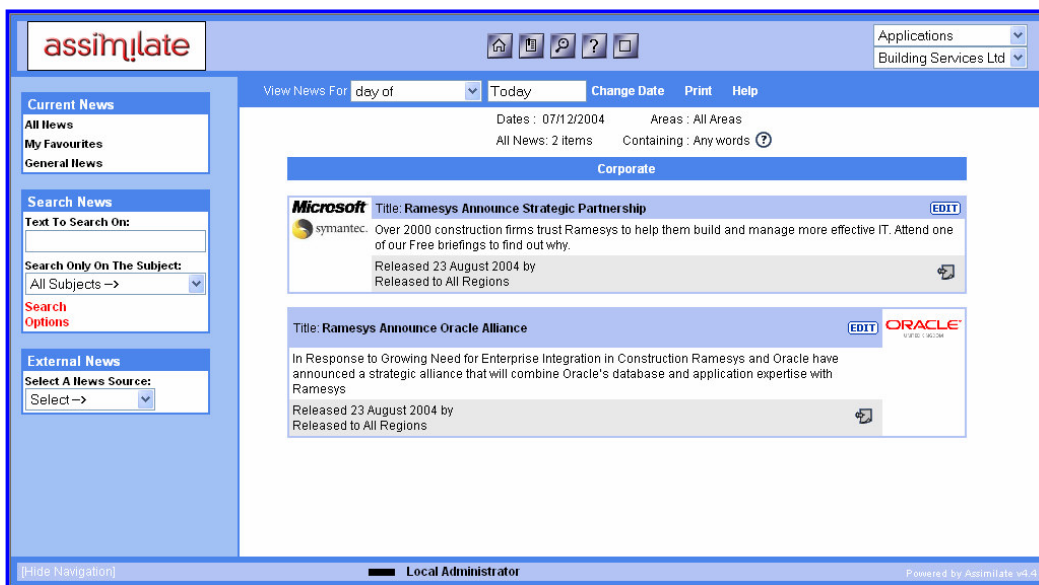 assimilate
?
Applications
Building Services Ltd
View News For day of Today Change Date Print Help
Current News
All News
My Favourites
General News
Dates : 07/12/2004 Areas : All Areas
All News: 2 items Containing : Any words ?
Corporate
Search News
Text To Search On:
Search Only On The Subject:
All Subjects -->
Search
Options
External News
Select A News Source:
Select -->
Microsoft
symantec.
Title: Ramesys Announce Strategic Partnership EDIT
Over 2000 construction firms trust Ramesys to help them build and manage more effective IT. Attend one
of our Free briefings to find out why.
Released 23 August 2004 by
Released to All Regions
Title: Ramesys Announce Oracle Alliance EDIT
ORACLE
In Response to Growing Need for Enterprise Integration in Construction Ramesys and Oracle have
announced a strategic alliance that will combine Oracle's database and application expertise with
Ramesys
Released 23 August 2004 by
Released to All Regions
[Hide Navigation] Local Administrator Powered by Assimilate v4.4